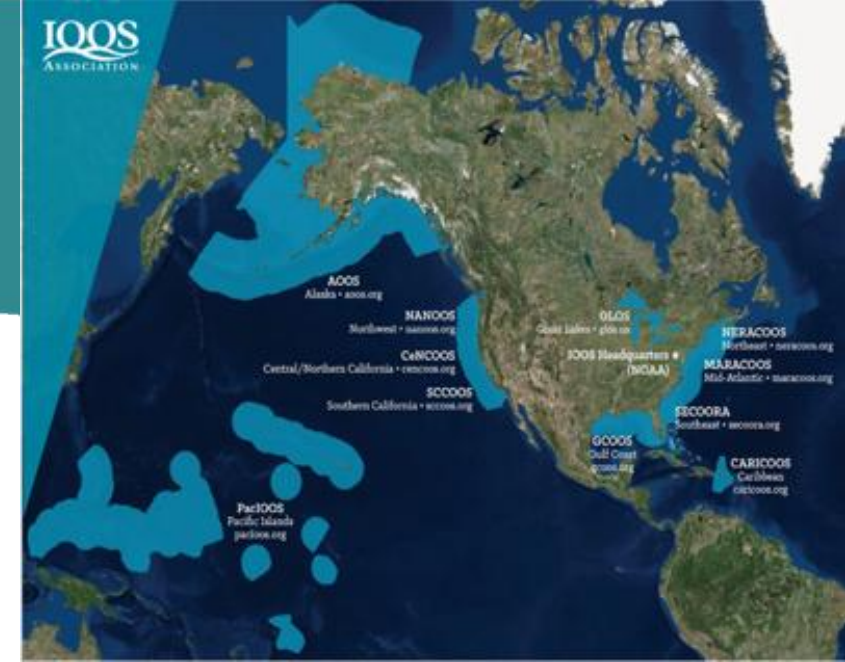 IOOS
ASSOCIATION
AOOS
Alaska • aoos.org
NANOOS
Northwest • nanoos.org
CeNCOOS
Central/Northern California • cencoos.org
SCCOOS
Southern California • sccoos.org
GLOS
Great Lakes • glos.us
IOOS Headquarters
(NOAA)
NERACOOS
Northeast • neracoos.org
MARACOOS
Mid-Atlantic • maracoos.org
SECOORA
Southeast • secoora.org
GCOOS
Gulf Coast
gcoos.org
CARICOOS
Caribbean
caricoos.org
PacIOOS
Pacific Islands
pacioos.org